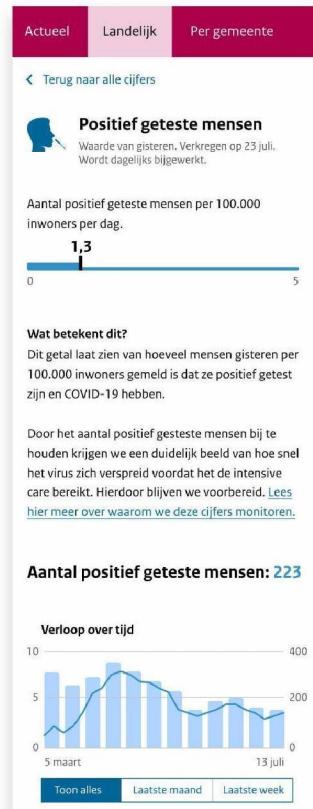 Actueel Landelijk Per gemeente
Terug naar alle cijfers
Positief geteste mensen
Waarde van gisteren. Verkregen op 23 juli.
Wordt dagelijks bijgewerkt.
Aantal positief geteste mensen per 100.000
inwoners per dag.
1,3
0 5
Wat betekent dit?
Dit getal laat zien van hoeveel mensen gisteren per
100.000 inwoners gemeld is dat ze positief getest
zijn en COVID-19 hebben.
Door het aantal positief gesteste mensen bij te
houden krijgen we een duidelijk beeld van hoe snel
het virus zich verspreid voordat het de intensive
care bereikt. Hierdoor blijven we voorbereid. Lees
hier meer over waarom we deze cijfers monitoren.
Aantal positief geteste mensen: 223
Verloop over tijd
10 400
5 200
0 0
5 maart 13 juli
Toon alles Laatste maand Laatste week